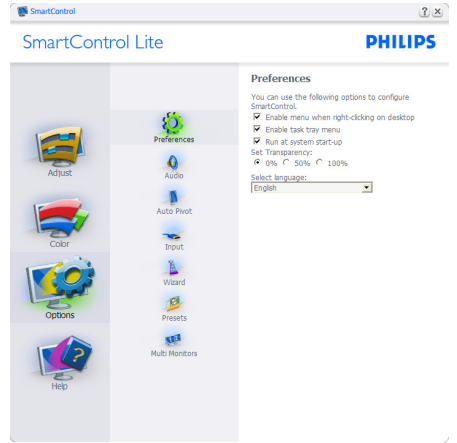 SmartControl
? ×
SmartControl Lite
PHILIPS
Adjust
Color
Options
Help
Preferences
Audio
Auto Pivot
Input
Wizard
Presets
Multi Monitors
Preferences
You can use the following options to configure
SmartControl.
Enable menu when right-clicking on desktop
Enable task tray menu
Run at system start-up
Set Transparency:
0% 50% 100%
Select language:
English